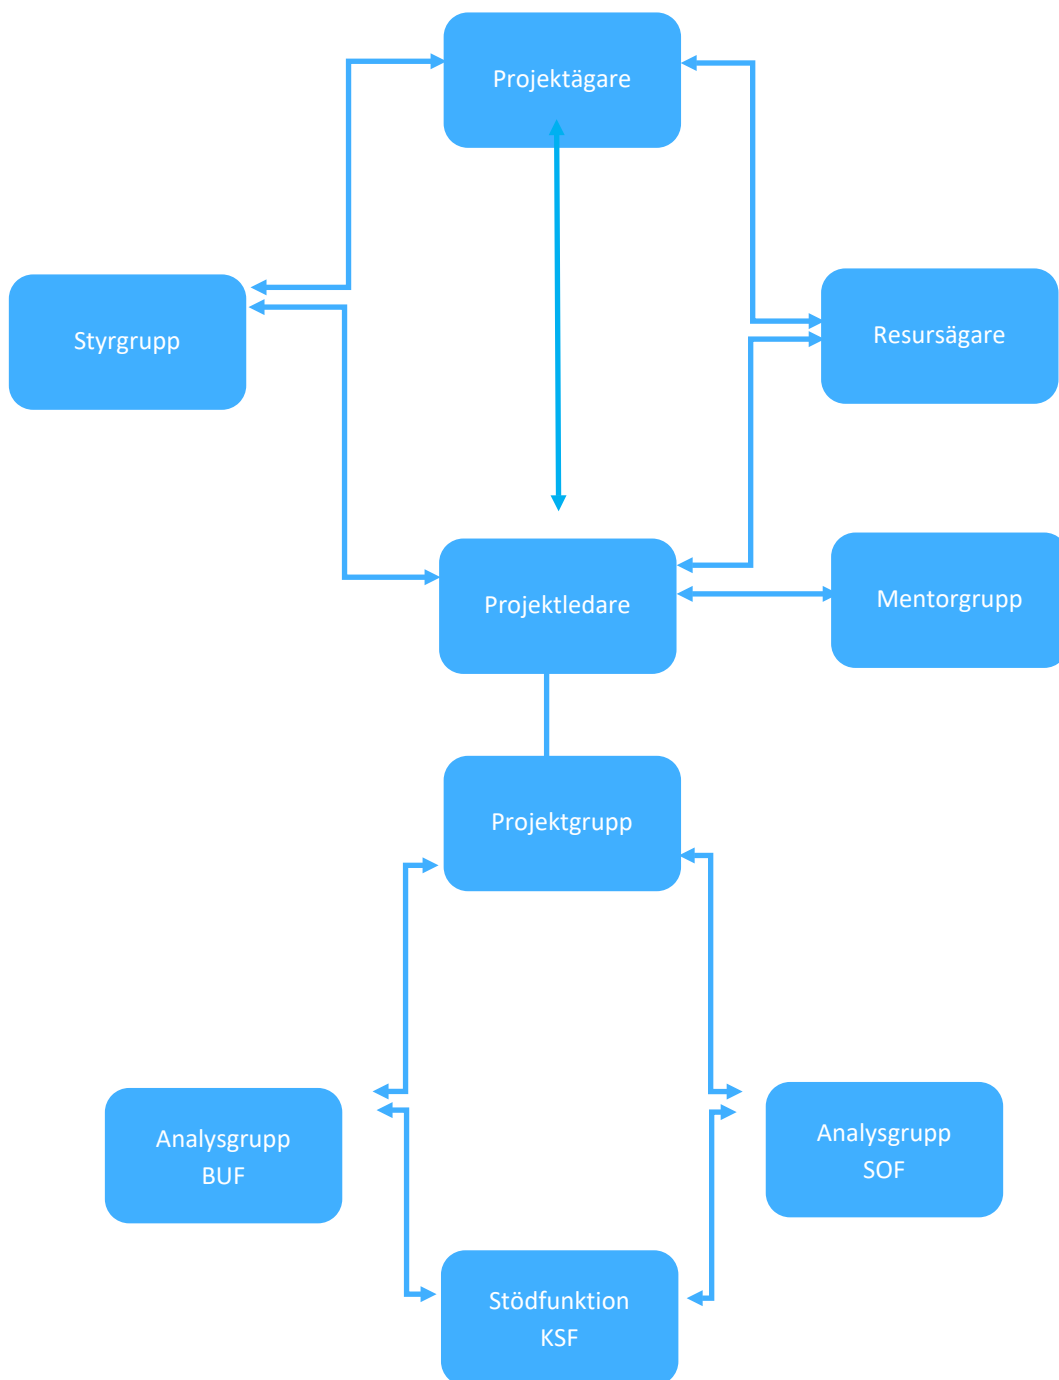 Projektägare
Styrgrupp
Resursägare
Projektledare
Mentorgrupp
Projektgrupp
Analysgrupp
BUF
Analysgrupp
SOF
Stödfunktion
KSF